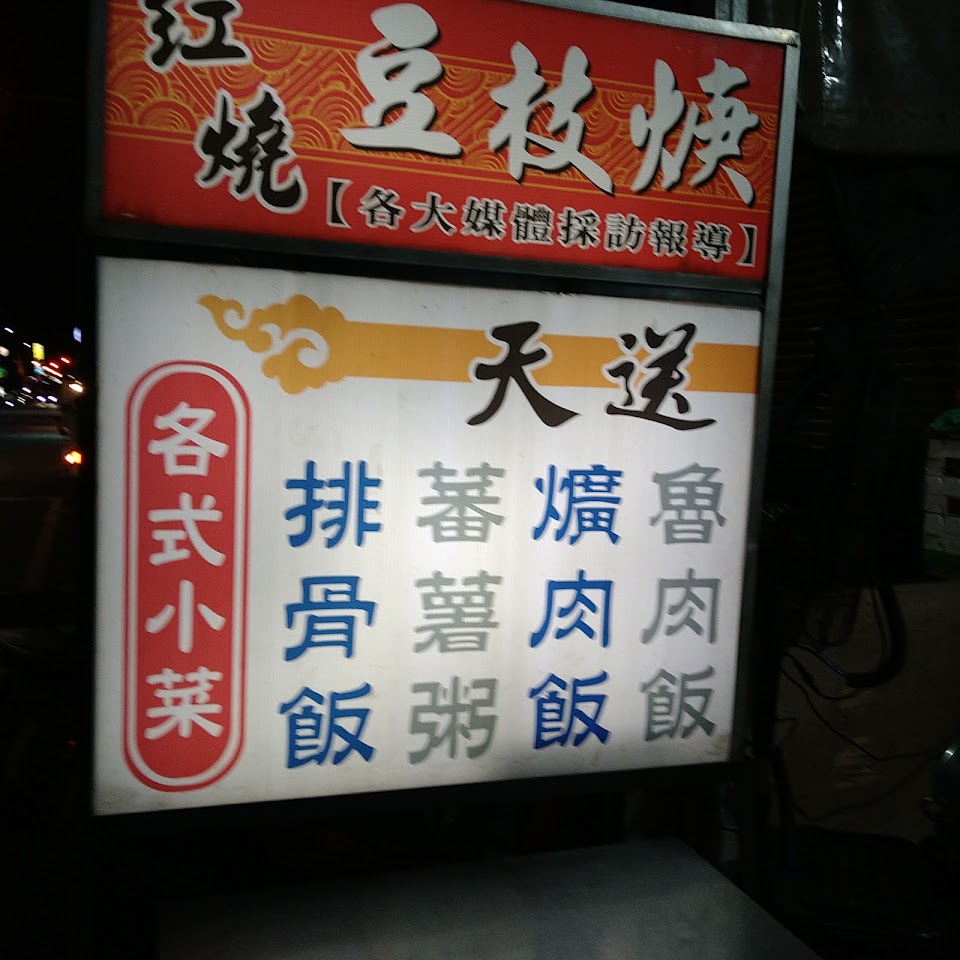 紅燒
豆枝焿
【各大媒體採訪報導】
天送
魯肉飯
爌肉飯
蕃薯粥
排骨飯
各式小菜